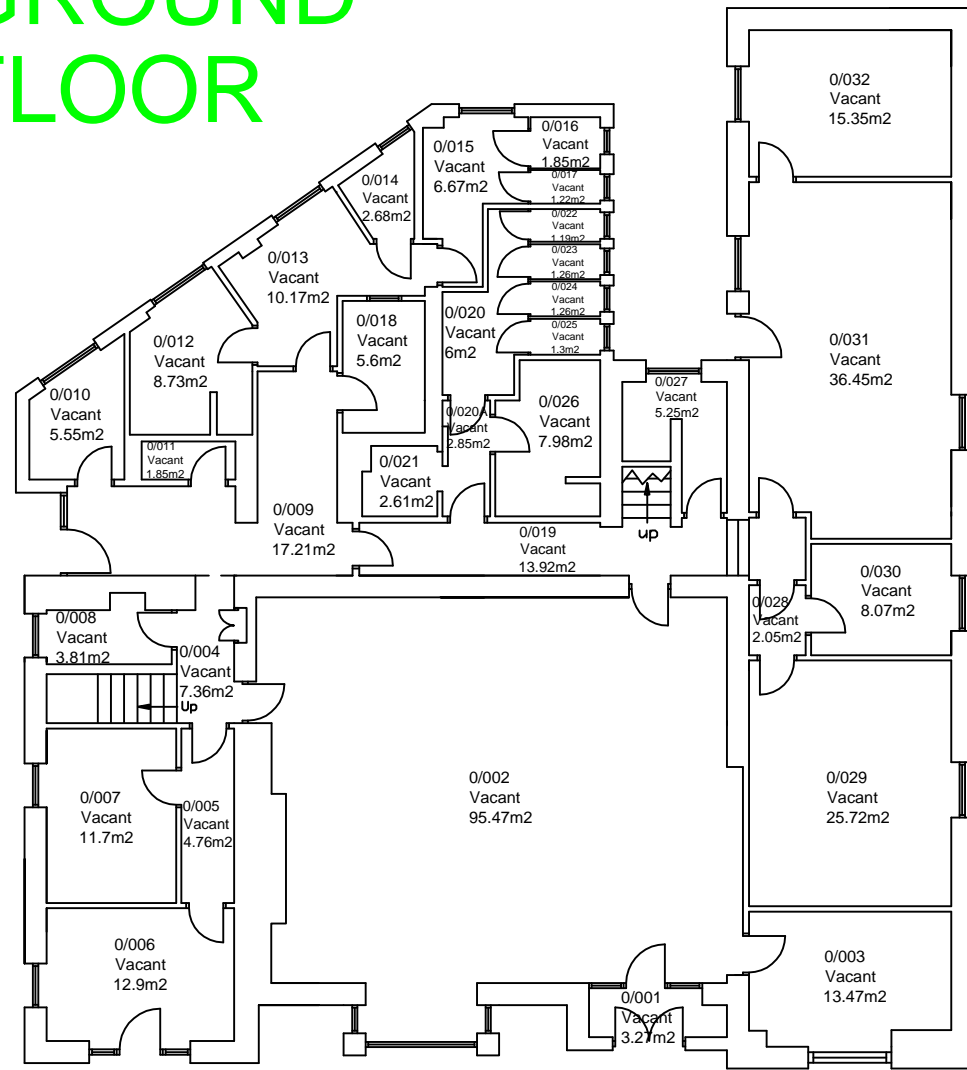 GROUND
FLOOR
0/032
Vacant
15.35m2
0/016
Vacant
1.85m2
0/015
Vacant
6.67m2
0/017
Vacant
1.22m2
0/014
Vacant
2.68m2
0/022
Vacant
1.19m2
0/023
Vacant
1.26m2
0/013
Vacant
10.17m2
0/024
Vacant
1.26m2
0/020
Vacant
6m2
0/018
Vacant
5.6m2
0/025
Vacant
1.3m2
0/012
Vacant
8.73m2
0/031
Vacant
36.45m2
0/027
Vacant
5.25m2
0/010
Vacant
5.55m2
0/026
Vacant
7.98m2
0/020A
Vacant
2.85m2
0/011
Vacant
1.85m2
0/021
Vacant
2.61m2
0/009
Vacant
17.21m2
0/019
Vacant
13.92m2
up
0/030
Vacant
8.07m2
0/028
Vacant
2.05m2
0/008
Vacant
3.81m2
0/004
Vacant
7.36m2
Up
0/002
Vacant
95.47m2
0/029
Vacant
25.72m2
0/007
Vacant
11.7m2
0/005
Vacant
4.76m2
0/006
Vacant
12.9m2
0/003
Vacant
13.47m2
0/001
Vacant
3.27m2